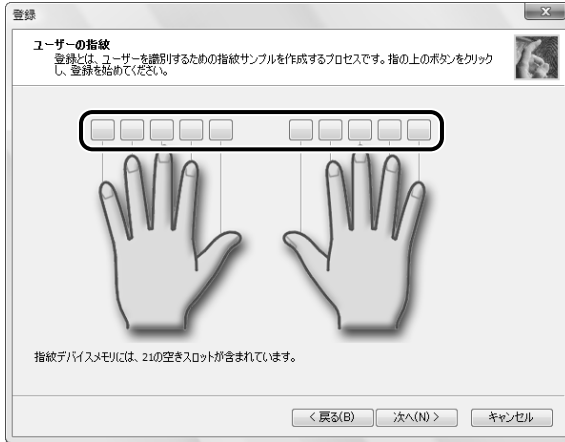 登録
ユーザーの指紋
登録とは、ユーザーを識別するための指紋サンプルを作成するプロセスです。指の上のボタンをクリック
し、登録を始めてください。
指紋デバイスメモリには、21の空きスロットが含まれています。
< 戻る(B) 次へ(N) > キャンセル